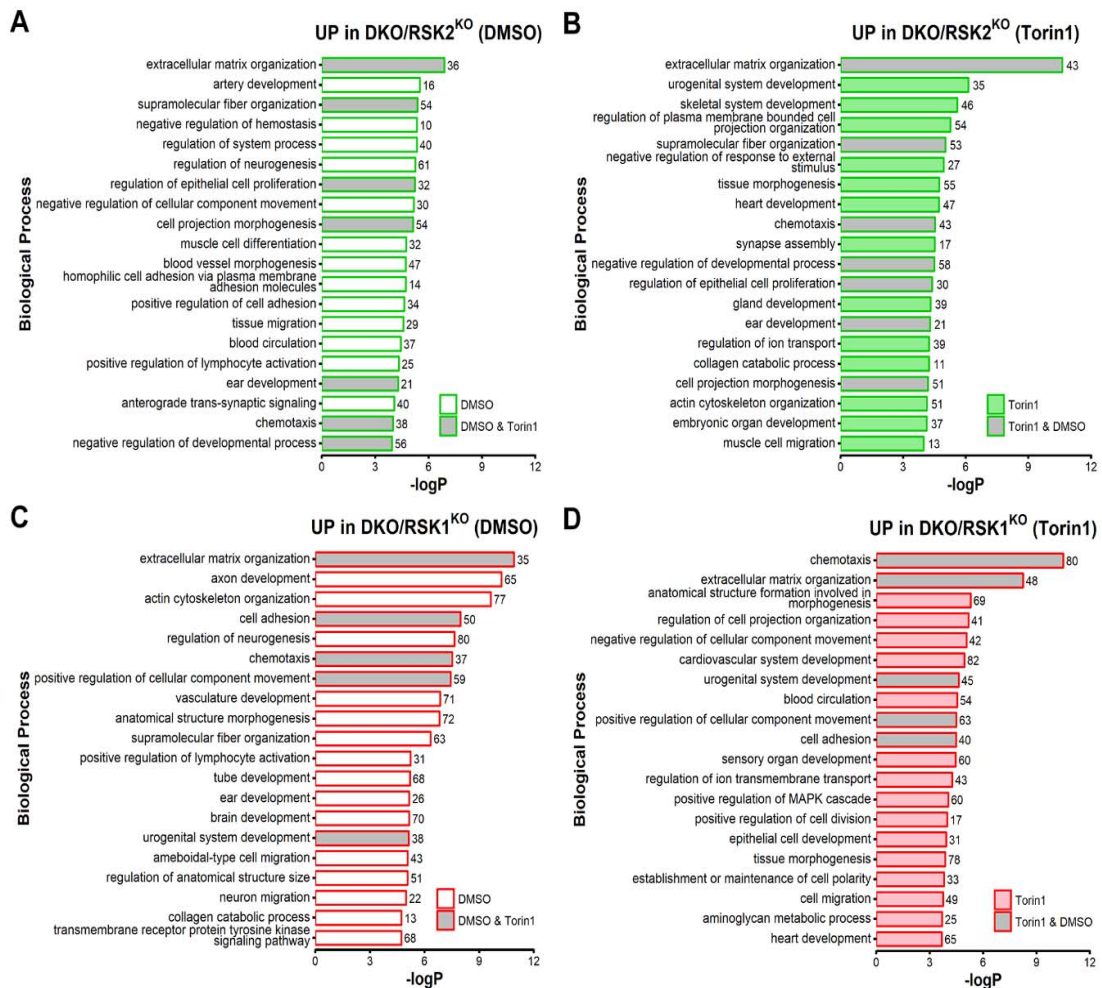 A
UP in DKO/RSK2KO (DMSO)
Biological Process
extracellular matrix organization 36
artery development 16
supramolecular fiber organization 54
negative regulation of hemostasis 10
regulation of system process 40
regulation of neurogenesis 61
regulation of epithelial cell proliferation 32
negative regulation of cellular component movement 30
cell projection morphogenesis 54
muscle cell differentiation 32
blood vessel morphogenesis 47
homophilic cell adhesion via plasma membrane
adhesion molecules 14
positive regulation of cell adhesion 34
tissue migration 29
blood circulation 37
positive regulation of lymphocyte activation 25
ear development 21
anterograde trans-synaptic signaling 40
chemotaxis 38
negative regulation of developmental process 56
DMSO
DMSO & Torin1
0 3 6 9 12
-logP
B
UP in DKO/RSK2KO (Torin1)
Biological Process
extracellular matrix organization 43
urogenital system development 35
skeletal system development 46
regulation of plasma membrane bounded cell
projection organization 54
supramolecular fiber organization 53
negative regulation of response to external
stimulus 27
tissue morphogenesis 55
heart development 47
chemotaxis 43
synapse assembly 17
negative regulation of developmental process 58
regulation of epithelial cell proliferation 30
gland development 39
ear development 21
regulation of ion transport 39
collagen catabolic process 11
cell projection morphogenesis 51
actin cytoskeleton organization 51
embryonic organ development 37
muscle cell migration 13
Torin1
Torin1 & DMSO
0 3 6 9 12
-logP
C
UP in DKO/RSK1KO (DMSO)
Biological Process
extracellular matrix organization 35
axon development 65
actin cytoskeleton organization 77
cell adhesion 50
regulation of neurogenesis 80
chemotaxis 37
positive regulation of cellular component movement 59
vasculature development 71
anatomical structure morphogenesis 72
supramolecular fiber organization 63
positive regulation of lymphocyte activation 31
tube development 68
ear development 26
brain development 70
urogenital system development 38
ameboidal-type cell migration 43
regulation of anatomical structure size 51
neuron migration 22
collagen catabolic process 13
transmembrane receptor protein tyrosine kinase
signaling pathway 68
DMSO
DMSO & Torin1
0 3 6 9 12
-logP
D
UP in DKO/RSK1KO (Torin1)
Biological Process
chemotaxis 80
extracellular matrix organization 48
anatomical structure formation involved in
morphogenesis 69
regulation of cell projection organization 41
negative regulation of cellular component movement 42
cardiovascular system development 82
urogenital system development 45
blood circulation 54
positive regulation of cellular component movement 63
cell adhesion 40
sensory organ development 60
regulation of ion transmembrane transport 43
positive regulation of MAPK cascade 60
positive regulation of cell division 17
epithelial cell development 31
tissue morphogenesis 78
establishment or maintenance of cell polarity 33
cell migration 49
aminoglycan metabolic process 25
heart development 65
Torin1
Torin1 & DMSO
0 3 6 9 12
-logP